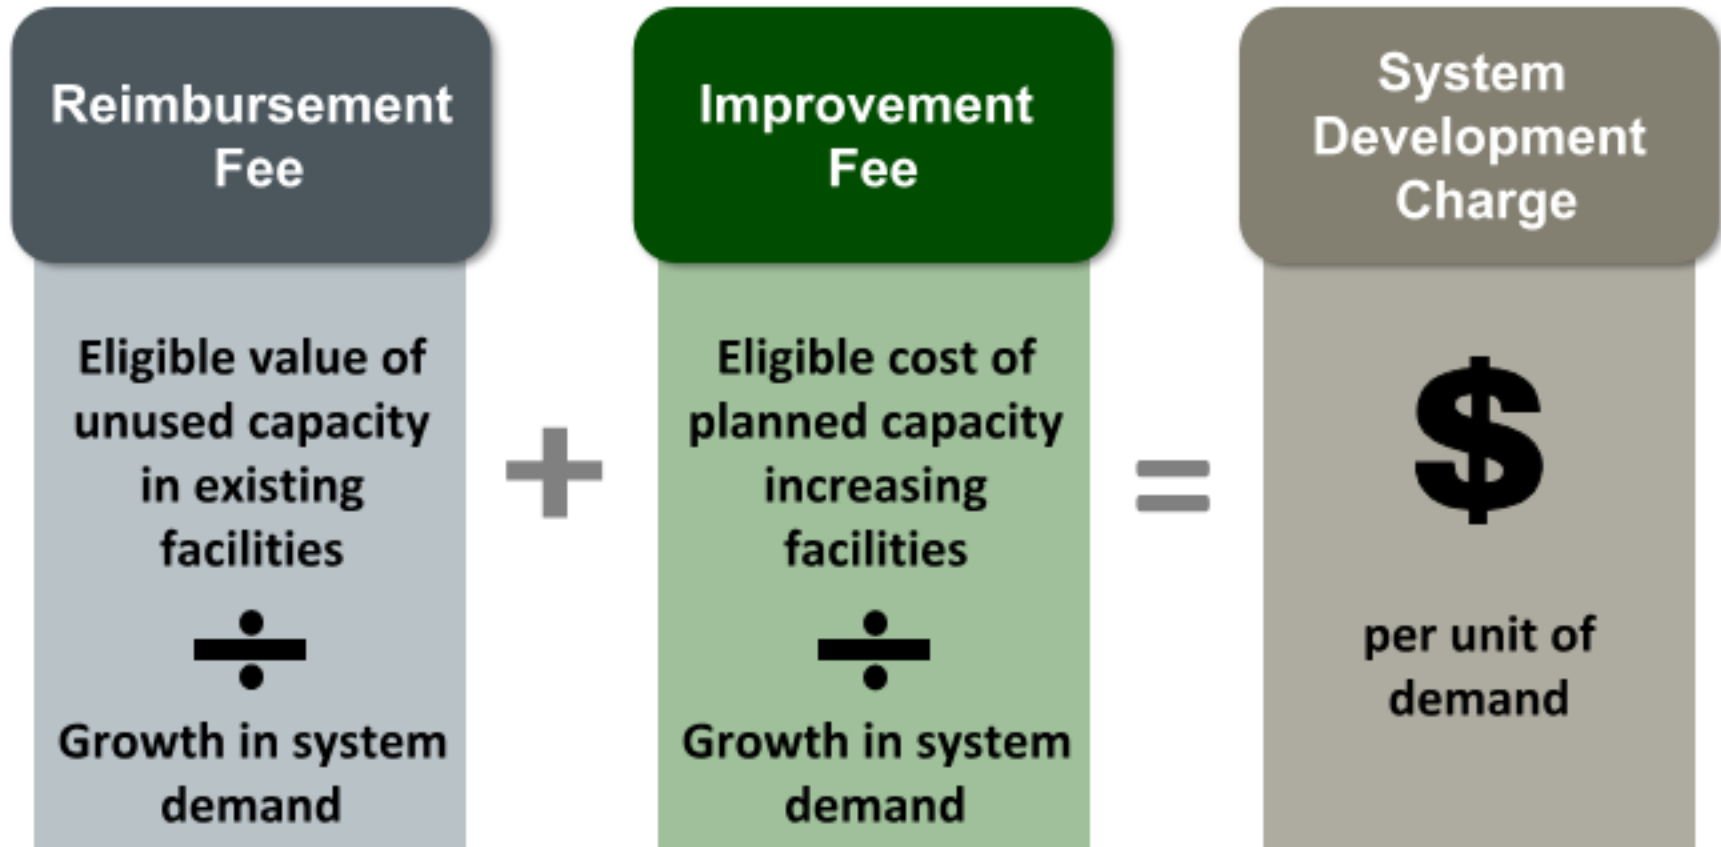 Reimbursement
Fee
Eligible value of
unused capacity
in existing
facilities
÷
Growth in system
demand
+
Improvement
Fee
Eligible cost of
planned capacity
increasing
facilities
÷
Growth in system
demand
=
System
Development
Charge
$
per unit of
demand